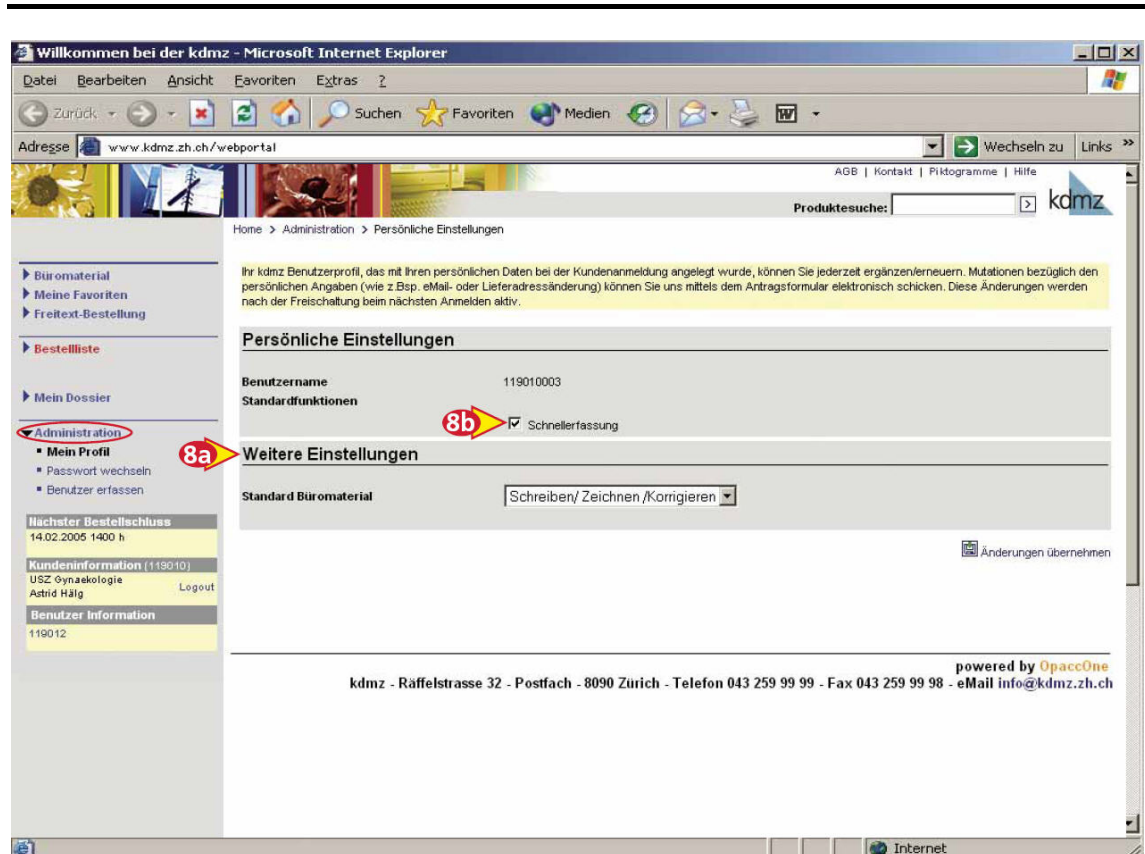 Willkommen bei der kdmz - Microsoft Internet Explorer
Datei Bearbeiten Ansicht Favoriten Extras ?
Zurück Suchen Favoriten Medien
Adresse www.kdmz.zh.ch/webportal Wechseln zu Links »
AGB | Kontakt | Piktogramme | Hilfe
Produktesuche: kdmz
Home > Administration > Persönliche Einstellungen
Büromaterial
Meine Favoriten
Freitext-Bestellung
Bestellliste
Mein Dossier
Administration
Mein Profil
Passwort wechseln
Benutzer erfassen
Nächster Bestellschluss
14.02.2005 1400 h
Kundeninformation (119010)
USZ Gynaekologie
Astrid Hälg Logout
Benutzer Information
119012
Ihr kdmz Benutzerprofil, das mit Ihren persönlichen Daten bei der Kundenanmeldung angelegt wurde, können Sie jederzeit ergänzen/erneuern. Mutationen bezüglich den
persönlichen Angaben (wie z.Bsp. eMail- oder Lieferadressänderung) können Sie uns mittels dem Antragsformular elektronisch schicken. Diese Änderungen werden
nach der Freischaltung beim nächsten Anmelden aktiv.
Persönliche Einstellungen
Benutzername 119010003
Standardfunktionen
8b Schnellerfassung
8a Weitere Einstellungen
Standard Büromaterial Schreiben/ Zeichnen /Korrigieren
Änderungen übernehmen
powered by OpaccOne
kdmz - Räffelstrasse 32 - Postfach - 8090 Zürich - Telefon 043 259 99 99 - Fax 043 259 99 98 - eMail info@kdmz.zh.ch
Internet